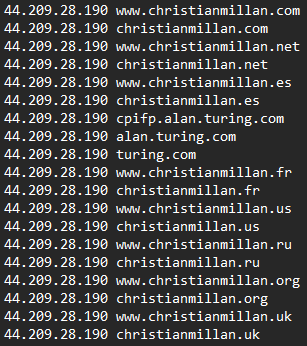 44.209.28.190 www.christianmillan.com
44.209.28.190 christianmillan.com
44.209.28.190 www.christianmillan.net
44.209.28.190 christian.net
44.209.28.190 www.christianmillan.es
44.209.28.190 christianmillan.es
44.209.28.190 cpifp.alan.turing.com
44.209.28.190 alan.turing.com
44.209.28.190 turing.com
44.209.28.190 www.christianmillan.fr
44.209.28.190 christianmillan.fr
44.209.28.190 www.christianmillan.us
44.209.28.190 christianmillan.us
44.209.28.190 www.christianmillan.ru
44.209.28.190 christianmillan.ru
44.209.28.190 www.christianmillan.org
44.209.28.190 christianmillan.org
44.209.28.190 www.christianmillan.uk
44.209.28.190 christianmillan.uk